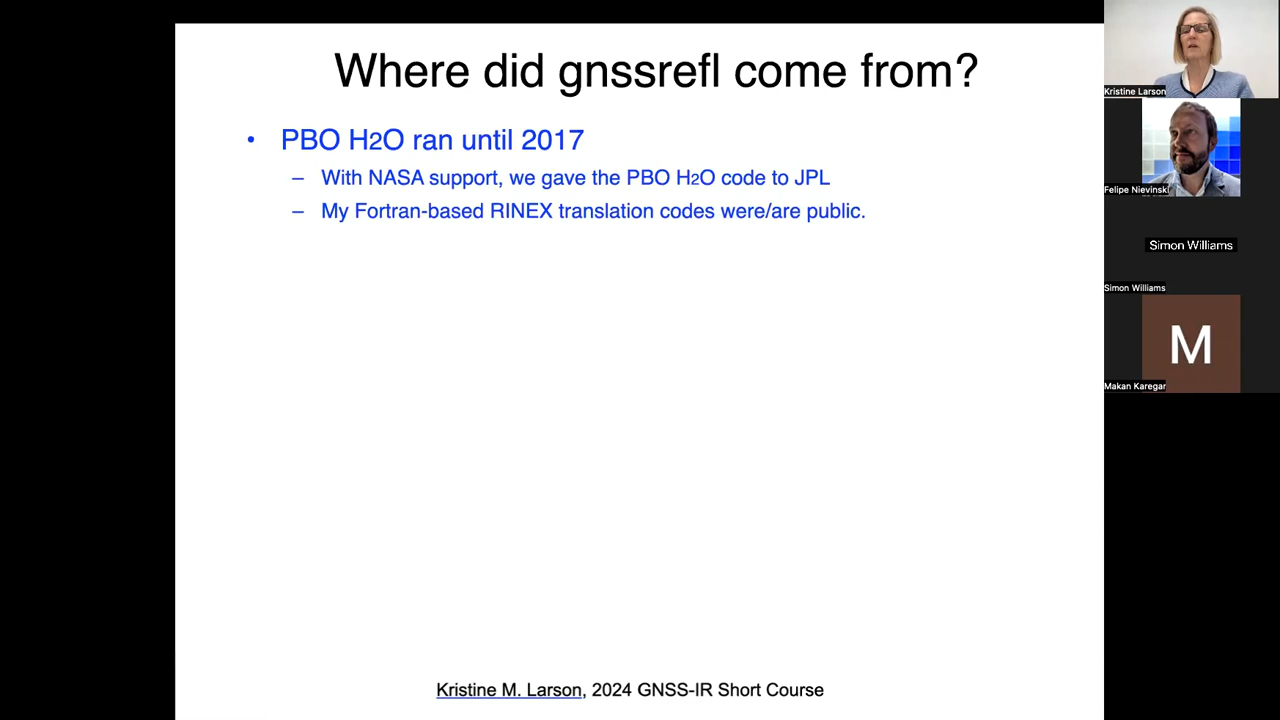 Where did gnssrefl come from?
• PBO H2O ran until 2017
– With NASA support, we gave the PBO H2O code to JPL
– My Fortran-based RINEX translation codes were/are public.
Kristine M. Larson, 2024 GNSS-IR Short Course
Kristine Larson
Felipe Nievinski
Simon Williams
Simon Williams
M
Makan Karegar